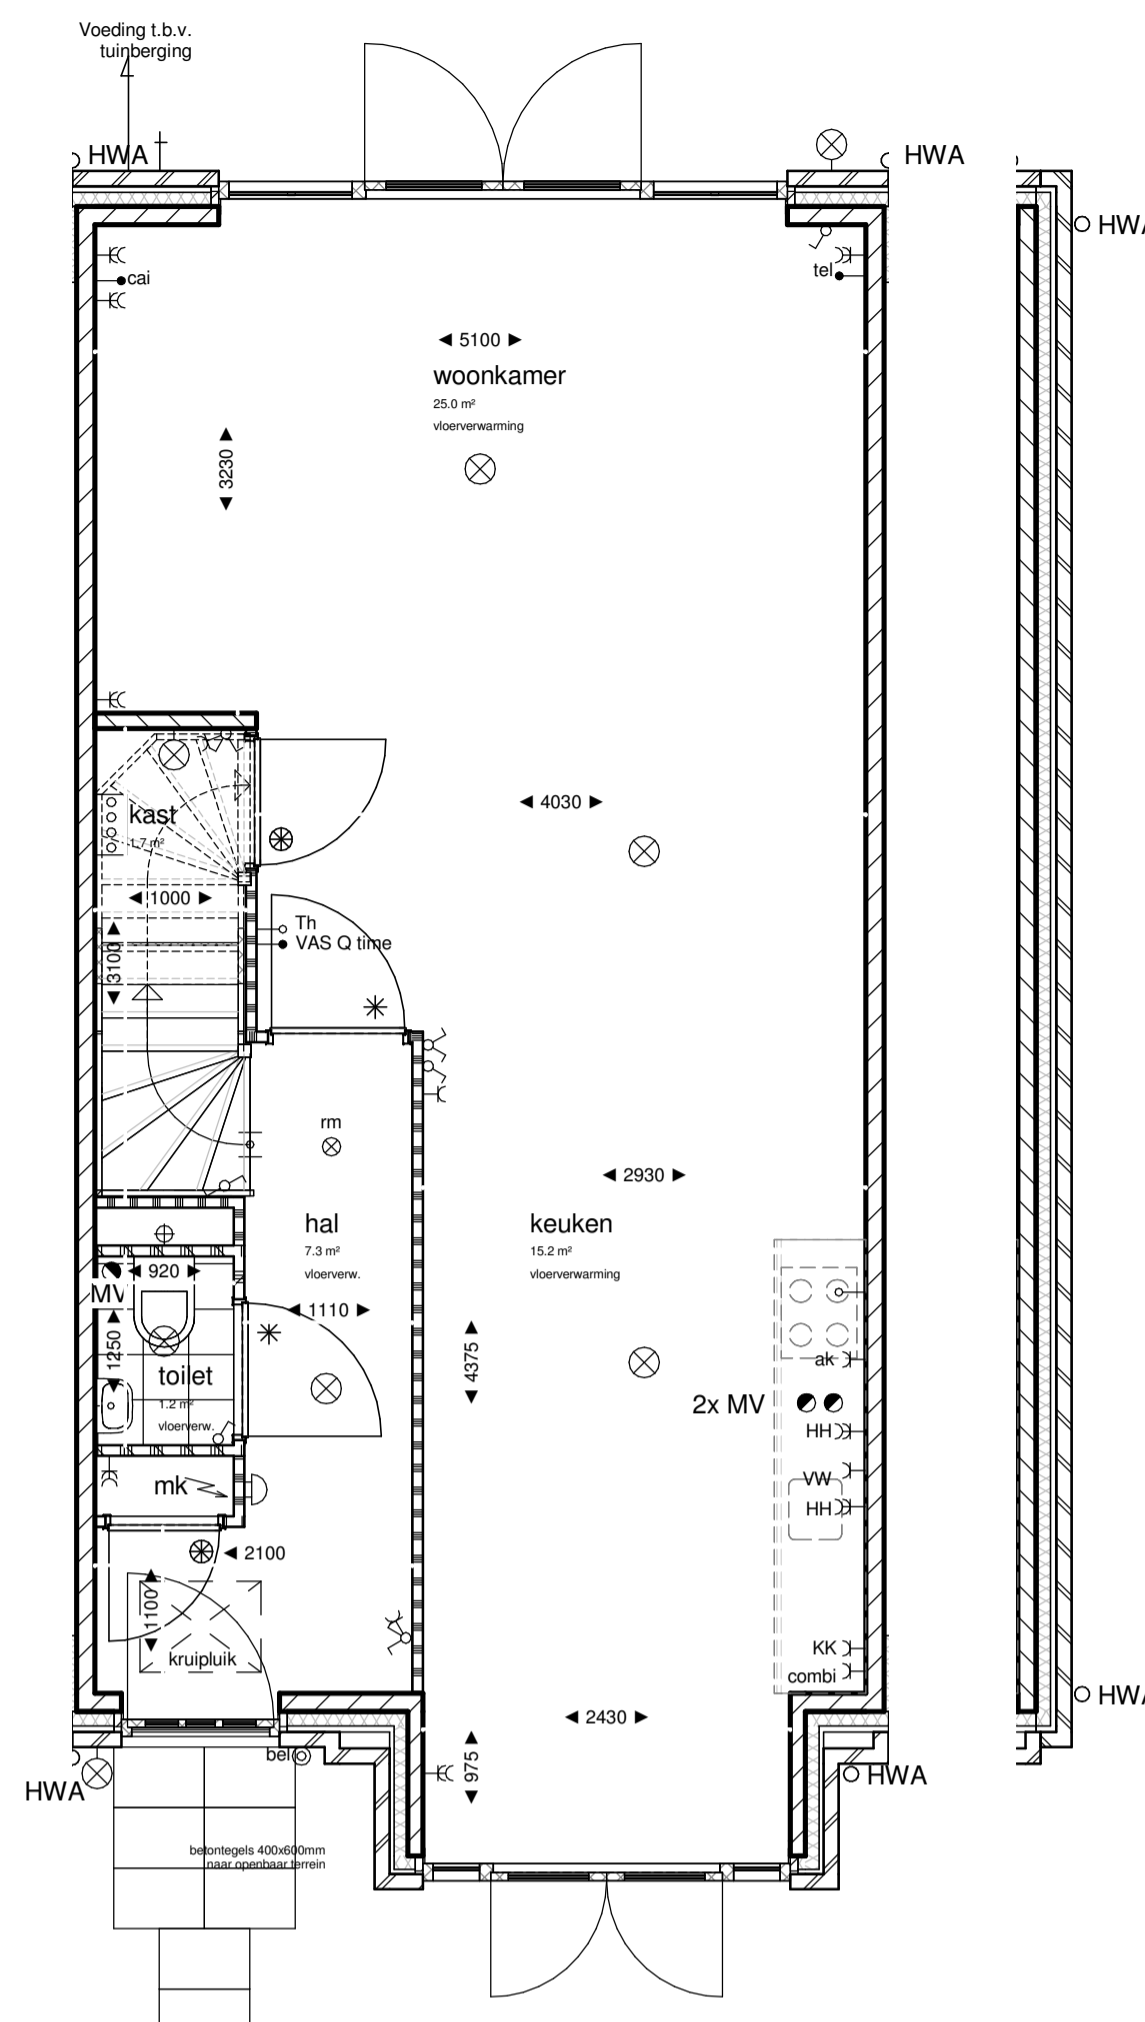 Voeding t.b.v.
tuinberging
HWA
HWA
HWA
cai
tel
5100
woonkamer
25.0 m²
vloerverwarming
3230
4030
kast
1.7 m²
1000
3100
Th
VAS Q time
rm
2930
hal
7.3 m²
vloerverw.
keuken
15.2 m²
vloerverwarming
920
MV
1110
1250
4375
toilet
1.2 m²
vloerverw.
ak
2x MV
HH
VW
HH
mk
2100
1100
kruipluik
KK
combi
HWA
2430
bel
975
HWA
HWA
betontegels 400x600mm
naar openbaar terrein